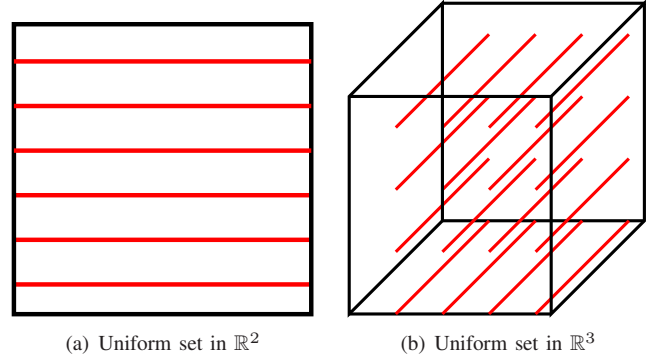 (a) Uniform set in ℝ²
(b) Uniform set in ℝ³